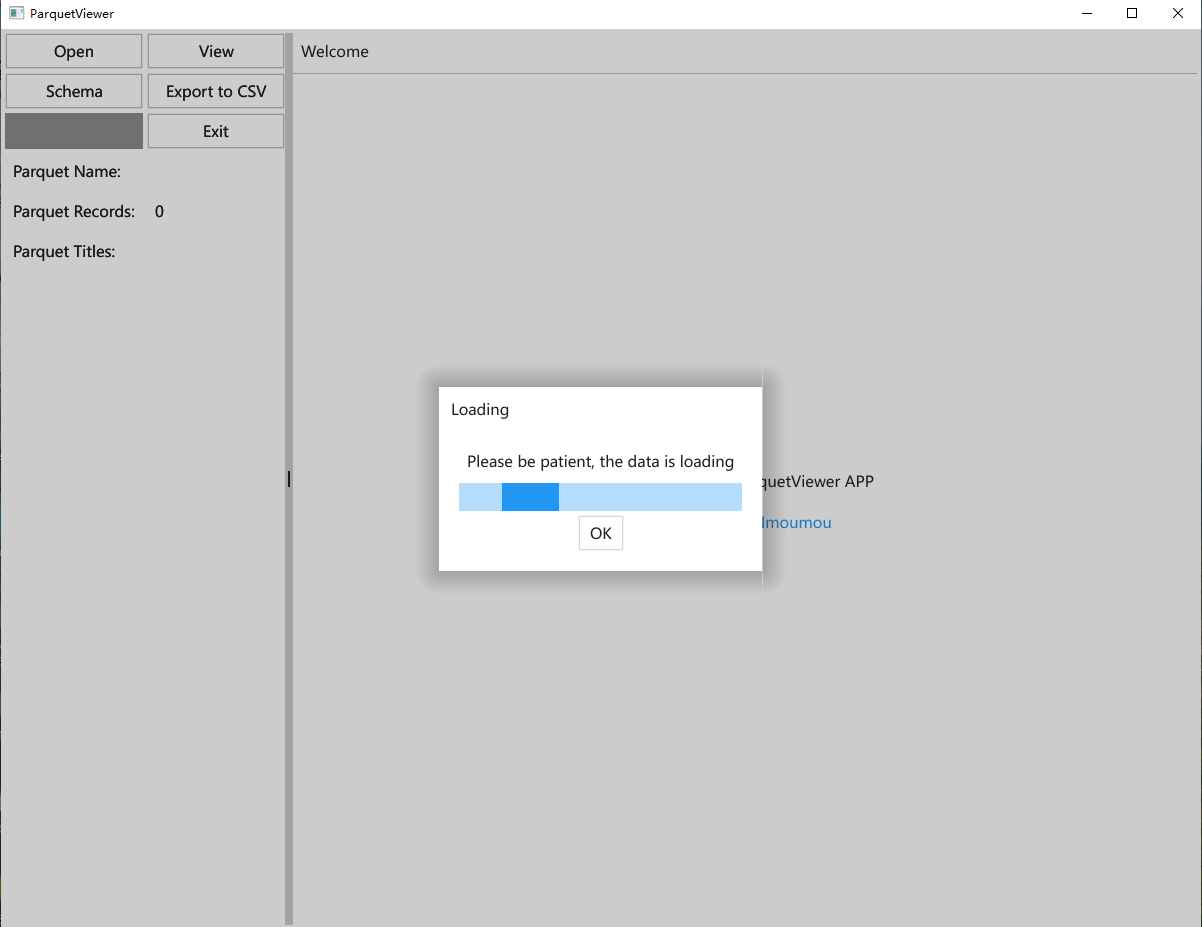 ParquetViewer
Open
View
Schema
Export to CSV
Exit
Parquet Name:
Parquet Records: 0
Parquet Titles:
Welcome
Loading
Please be patient, the data is loading
OK
quetViewer APP
lmoumou